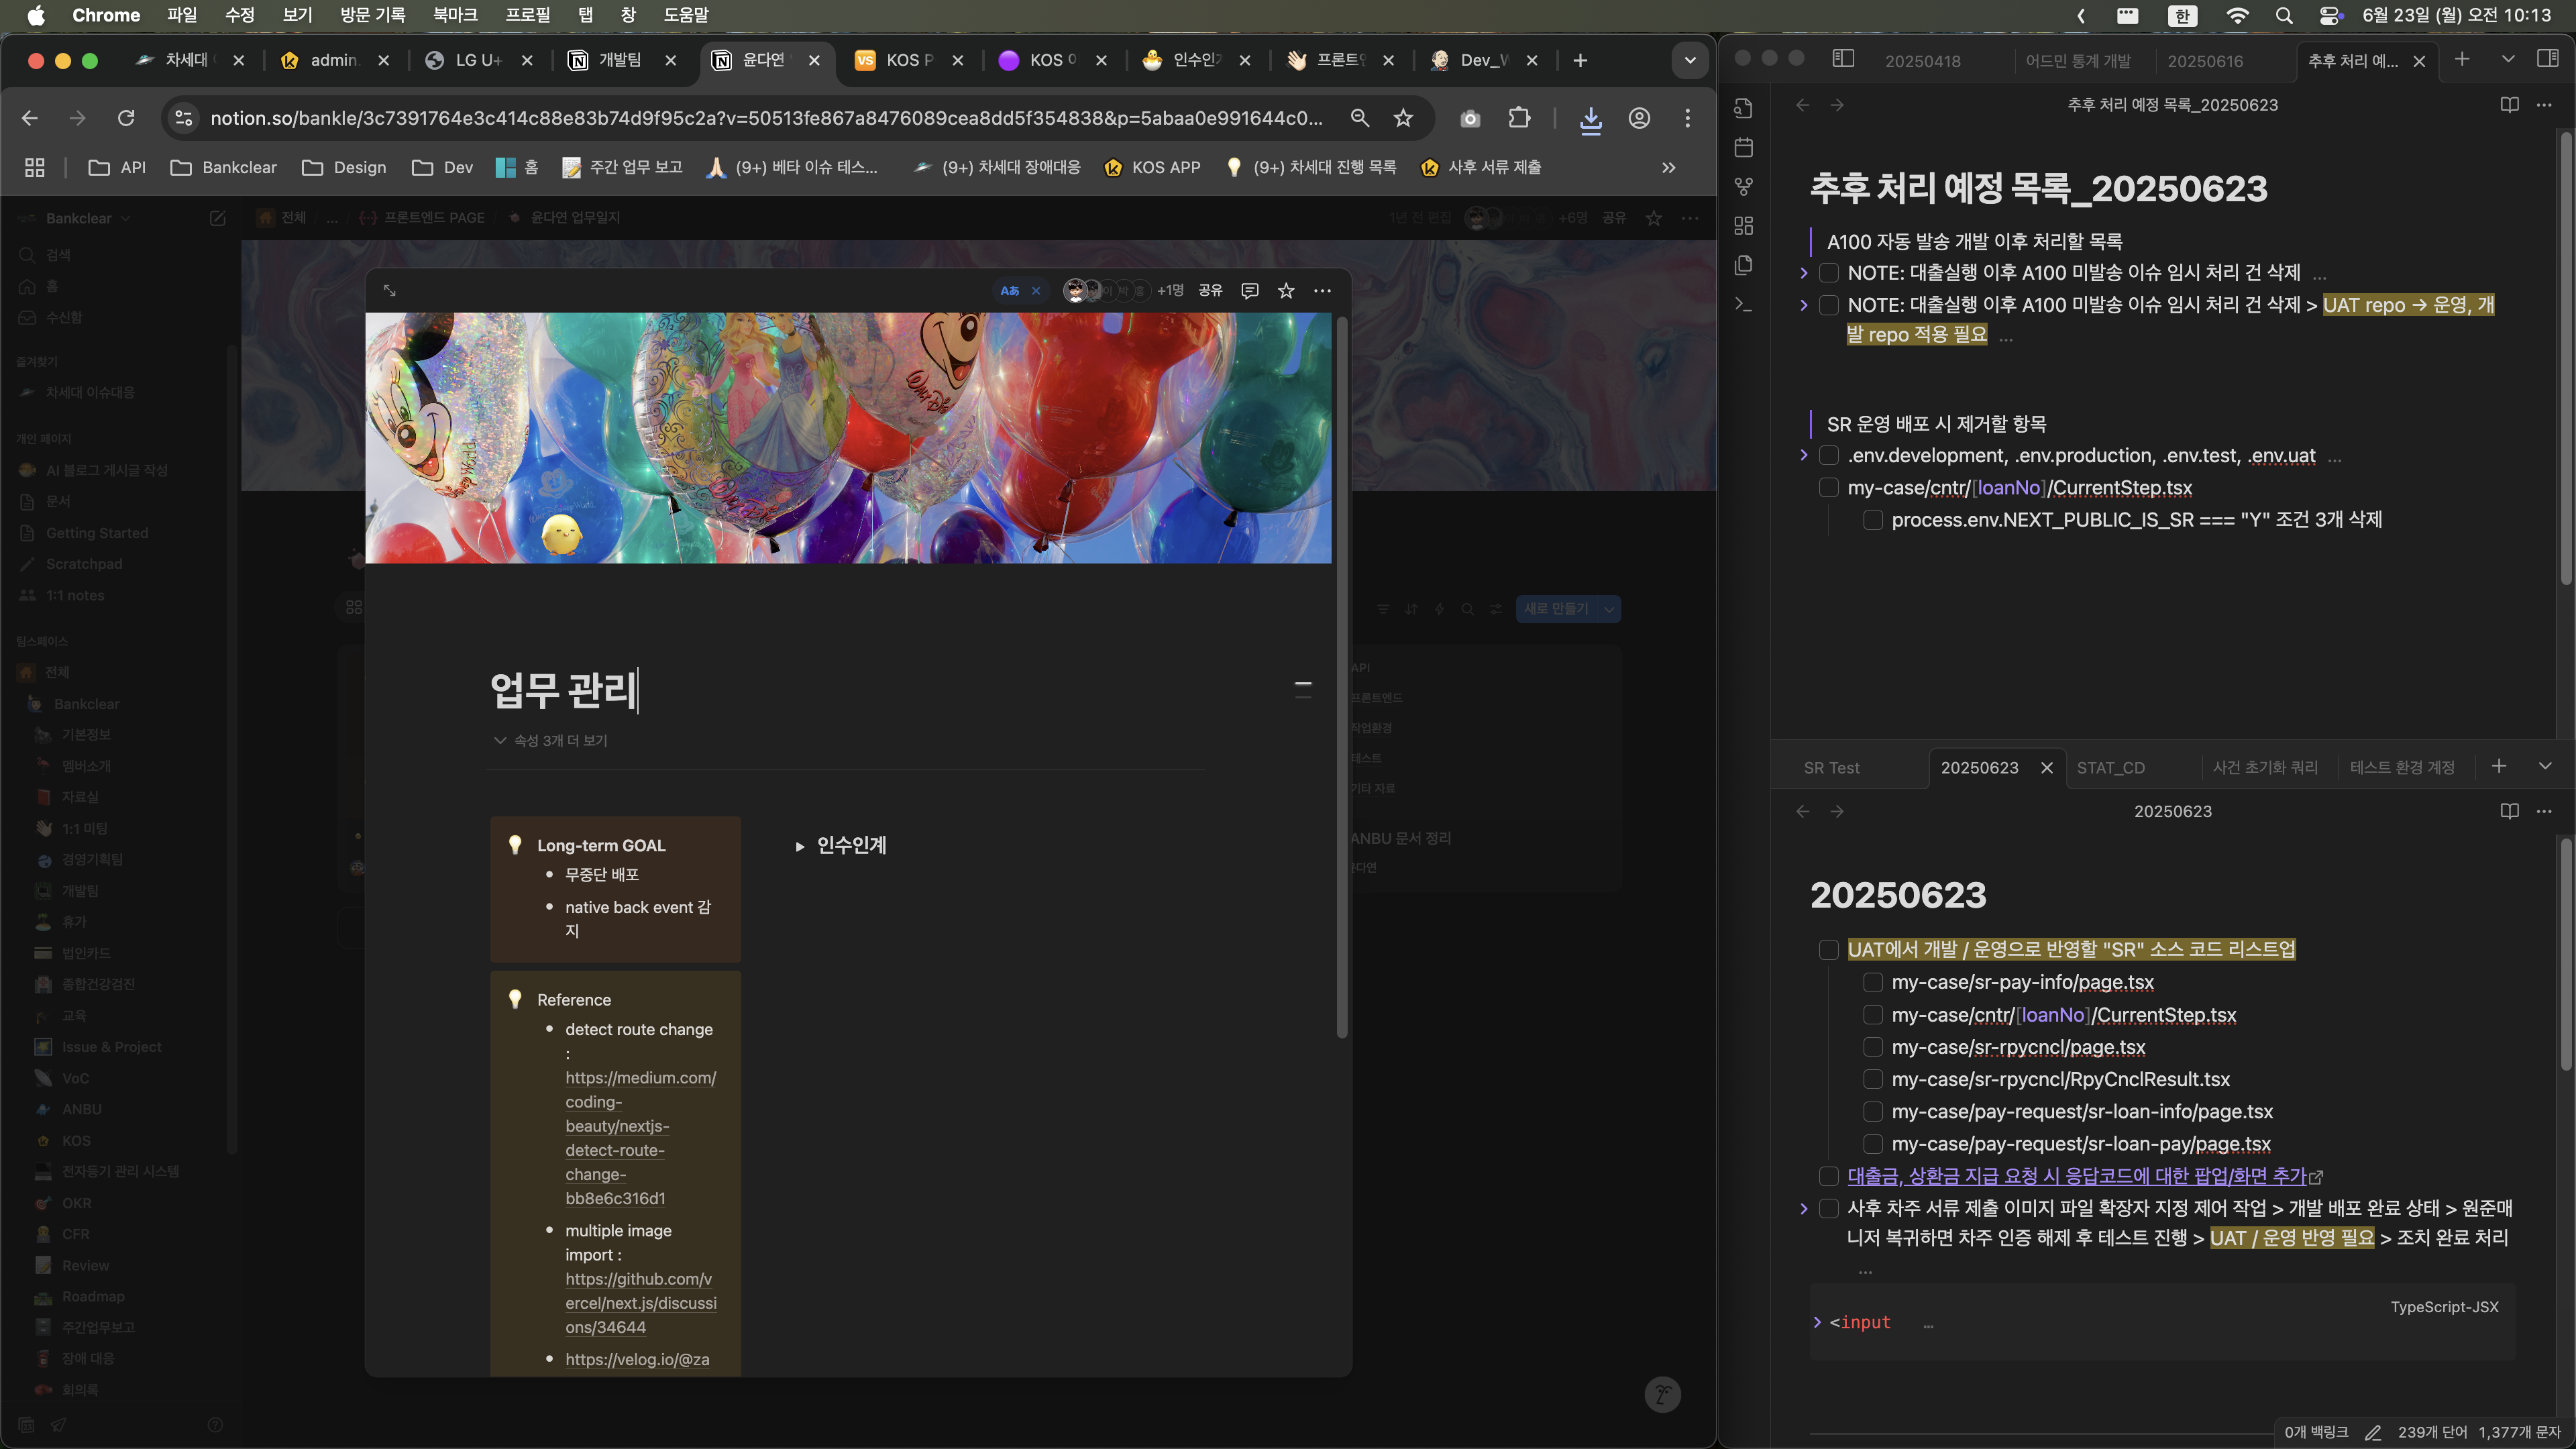 Chrome 파일 수정 보기 방문 기록 북마크 프로필 탭 창 도움말
한 6월 23일 (월) 오전 10:13
차세대 admin. LG U+ 개발팀 윤다연 KOS P KOS 인수인 프론트 Dev_
notion.so/bankle/3c7391764e3c414c88e83b74d9f95c2a?v=50513fe867a8476089cea8dd5f354838&p=5abaa0e991644c0...
API Bankclear Design Dev 홈 주간 업무 보고 (9+) 베타 이슈 테스... (9+) 차세대 장애대응 KOS APP (9+) 차세대 진행 목록 사후 서류 제출
Bankclear
전체 / ... / 프론트엔드 PAGE / 윤다연 업무일지
1년 전 편집 +6명 공유
검색
홈
수신함
즐겨찾기
차세대 이슈대응
개인 페이지
AI 블로그 게시글 작성
문서
Getting Started
Scratchpad
1:1 notes
팀스페이스
전체
Bankclear
기본정보
멤버소개
자료실
1:1 미팅
경영기획팀
개발팀
휴가
법인카드
종합건강검진
교육
Issue & Project
VoC
ANBU
KOS
전자등기 관리 시스템
OKR
CFR
Review
Roadmap
주간업무보고
장애 대응
회의록
Aあ 이 박 홍 +1명 공유
업무 관리
속성 3개 더 보기
Long-term GOAL
무중단 배포
native back event 감
지
Reference
detect route change
:
https://medium.com/
coding-
beauty/nextjs-
detect-route-
change-
bb8e6c316d1
multiple image
import :
https://github.com/v
ercel/next.js/discussi
ons/34644
https://velog.io/@za
인수인계
새로 만들기
API
프론트엔드
작업환경
테스트
기타 자료
ANBU 문서 정리
윤다연
20250418 어드민 통계 개발 20250616 추후 처리 예...
추후 처리 예정 목록_20250623
추후 처리 예정 목록_20250623
A100 자동 발송 개발 이후 처리할 목록
NOTE: 대출실행 이후 A100 미발송 이슈 임시 처리 건 삭제 ...
NOTE: 대출실행 이후 A100 미발송 이슈 임시 처리 건 삭제 > UAT repo → 운영, 개
발 repo 적용 필요 ...
SR 운영 배포 시 제거할 항목
.env.development, .env.production, .env.test, .env.uat ...
my-case/cntr/[loanNo]/CurrentStep.tsx
process.env.NEXT_PUBLIC_IS_SR === "Y" 조건 3개 삭제
SR Test 20250623 STAT_CD 사건 초기화 쿼리 테스트 환경 계정
20250623
20250623
UAT에서 개발 / 운영으로 반영할 "SR" 소스 코드 리스트업
my-case/sr-pay-info/page.tsx
my-case/cntr/[loanNo]/CurrentStep.tsx
my-case/sr-rpycncl/page.tsx
my-case/sr-rpycncl/RpyCnclResult.tsx
my-case/pay-request/sr-loan-info/page.tsx
my-case/pay-request/sr-loan-pay/page.tsx
대출금, 상환금 지급 요청 시 응답코드에 대한 팝업/화면 추가
사후 차주 서류 제출 이미지 파일 확장자 지정 제어 작업 > 개발 배포 완료 상태 > 원준매
니저 복귀하면 차주 인증 해제 후 테스트 진행 > UAT / 운영 반영 필요 > 조치 완료 처리
...
TypeScript-JSX
<input ...
0개 백링크 239개 단어 1,377개 문자